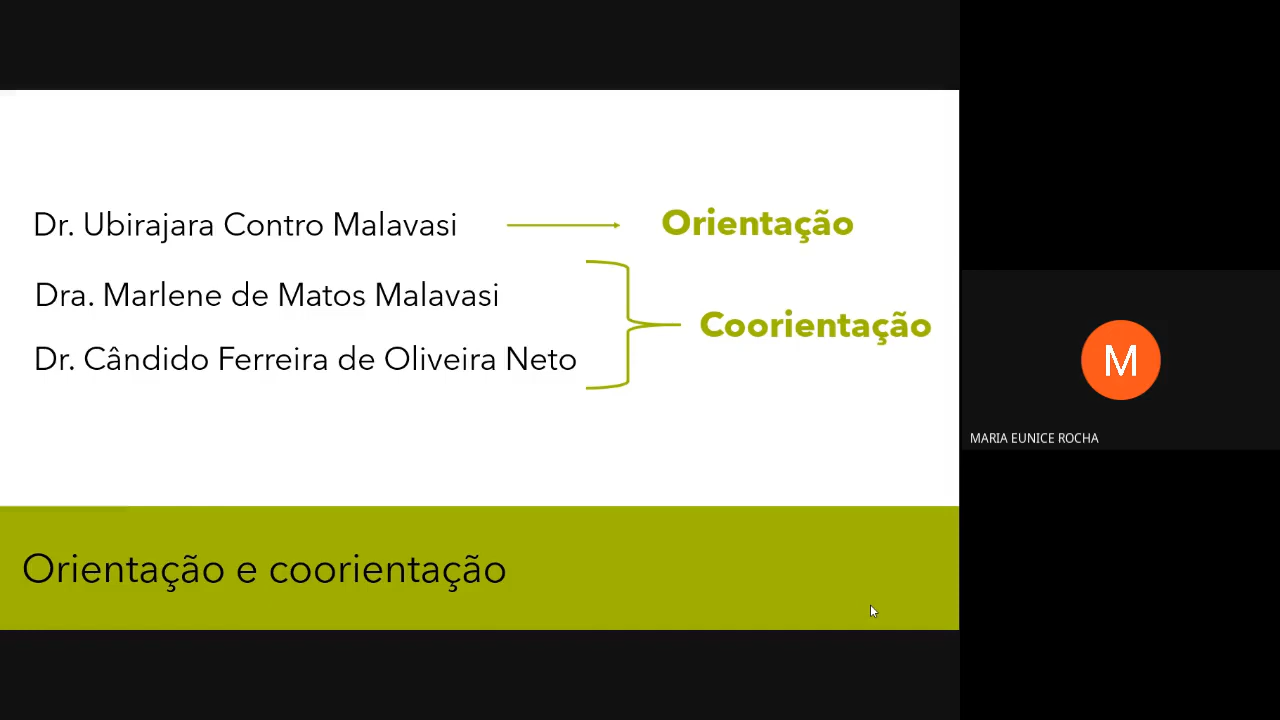 Dr. Ubirajara Contro Malavasi
Orientação
Dra. Marlene de Matos Malavasi
Dr. Cândido Ferreira de Oliveira Neto
Coorientação
Orientação e coorientação
M
MARIA EUNICE ROCHA